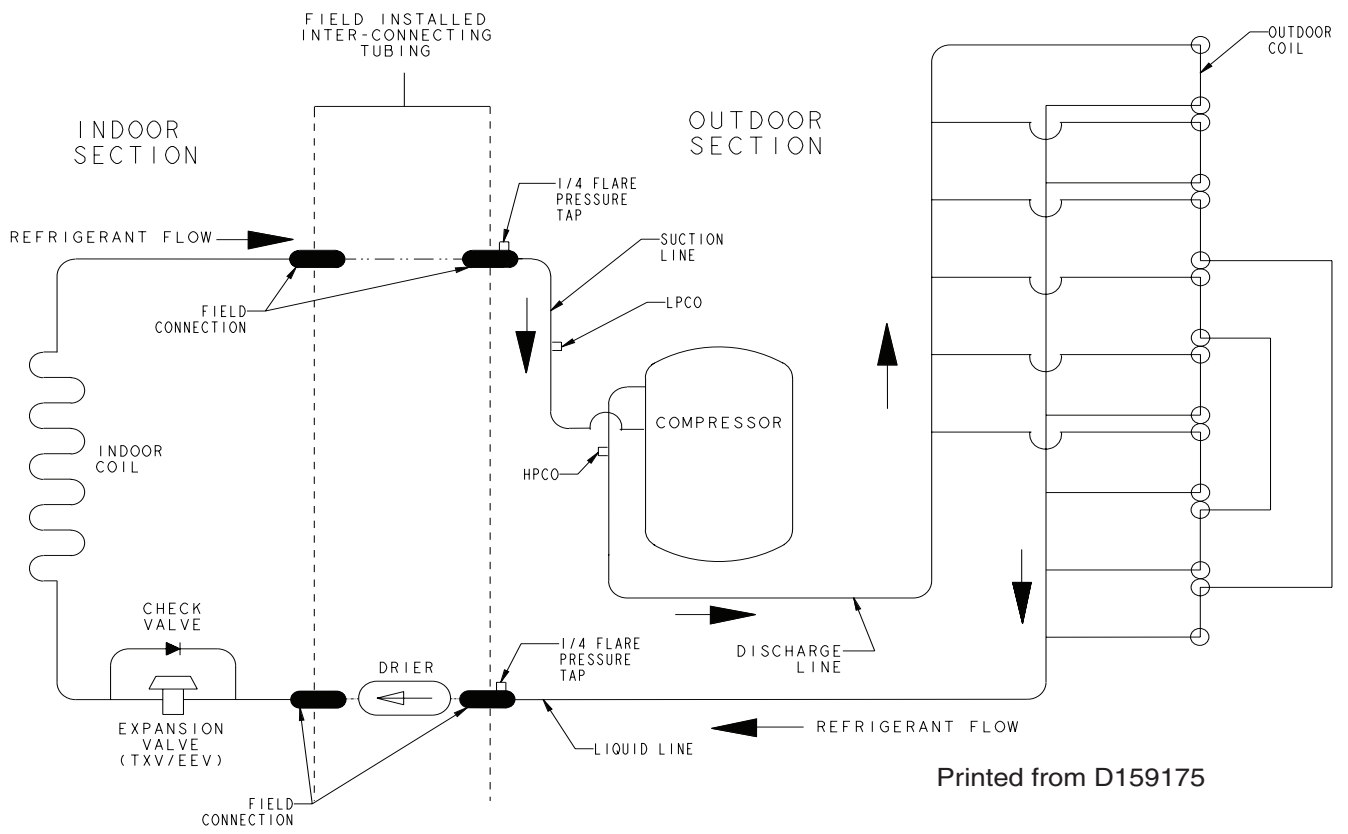 FIELD INSTALLED
INTER-CONNECTING
TUBING
OUTDOOR
COIL
INDOOR
SECTION
OUTDOOR
SECTION
1/4 FLARE
PRESSURE
TAP
REFRIGERANT FLOW
SUCTION
LINE
FIELD
CONNECTION
LPCO
COMPRESSOR
INDOOR
COIL
HPCO
CHECK
VALVE
1/4 FLARE
PRESSURE
TAP
DRIER
DISCHARGE
LINE
EXPANSION
VALVE
(TXV/EEV)
REFRIGERANT FLOW
LIQUID LINE
Printed from D159175
FIELD
CONNECTION